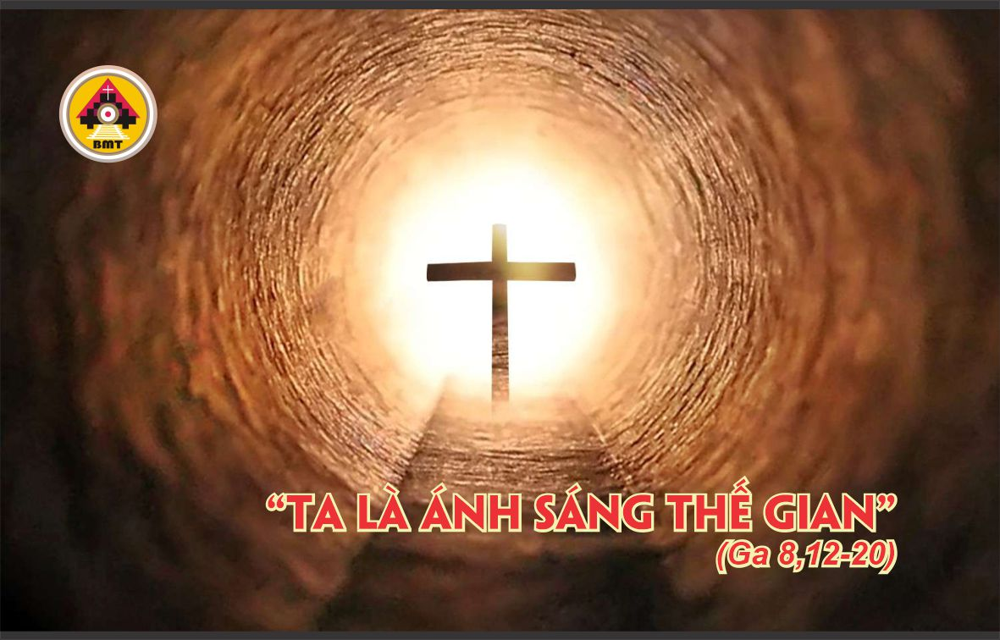 BMT
“TA LÀ ÁNH SÁNG THẾ GIAN”
(Ga 8,12-20)